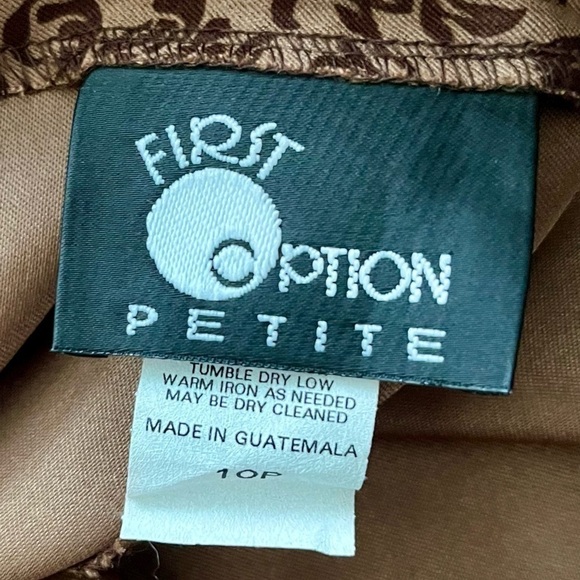 FIRST
OPTION
PETITE
TUMBLE DRY LOW
WARM IRON AS NEEDED
MAY BE DRY CLEANED
MADE IN GUATEMALA
10P